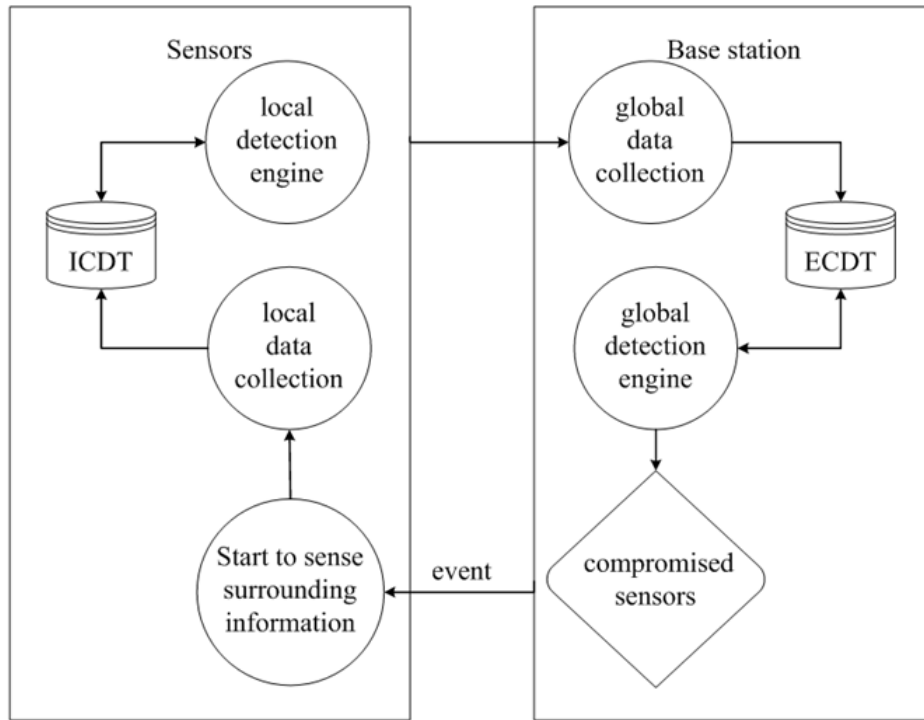 Sensors
local
detection
engine
ICDT
local
data
collection
Start to sense
surrounding
information
event
Base station
global
data
collection
ECDT
global
detection
engine
compromised
sensors